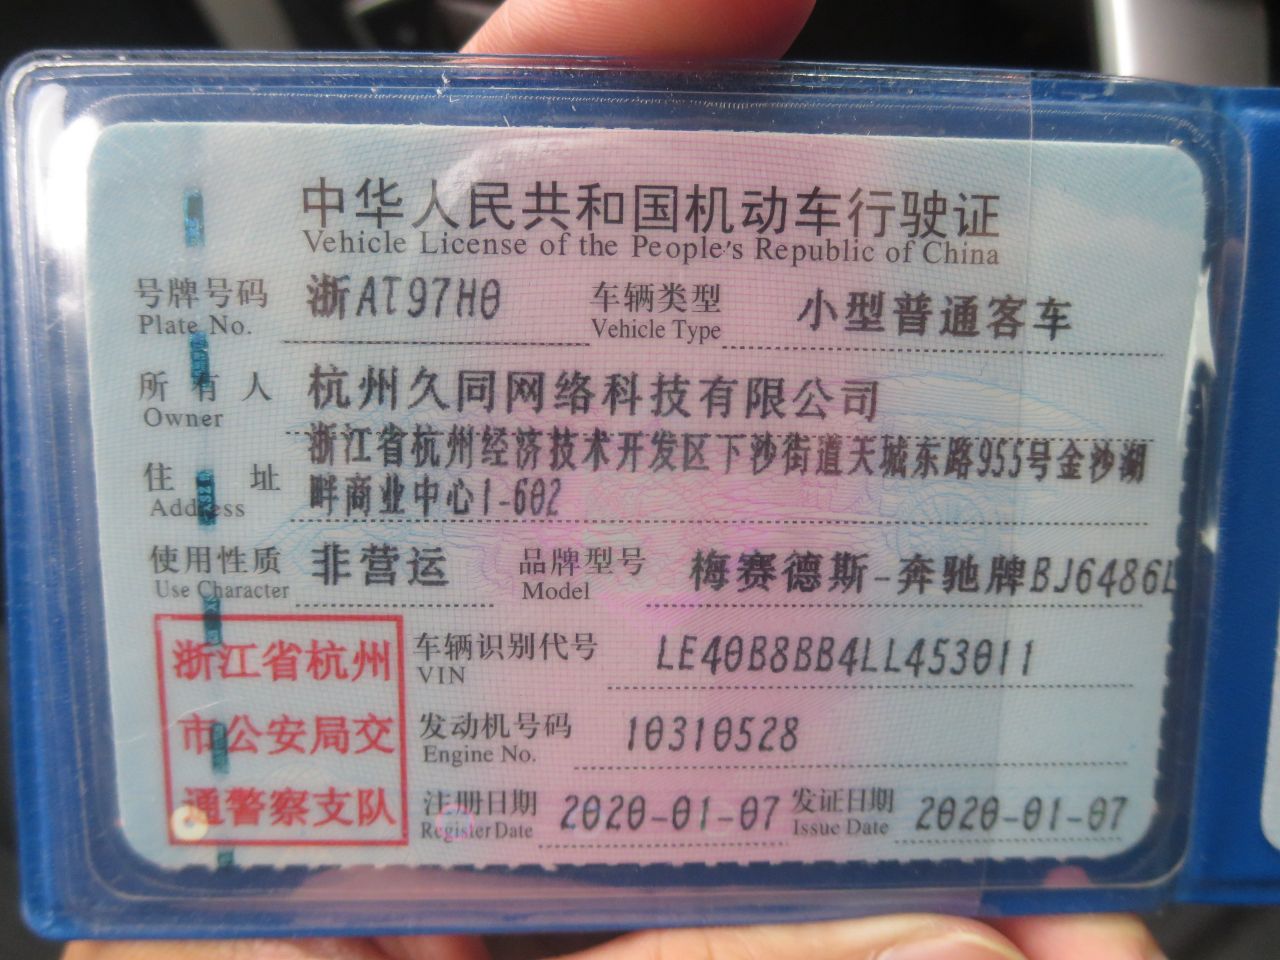 中华人民共和国机动车行驶证
Vehicle License of the People's Republic of China
号牌号码 浙AT97H0 车辆类型 小型普通客车
Plate No. Vehicle Type
所有人 杭州久同网络科技有限公司
Owner
浙江省杭州经济技术开发区下沙街道天城东路955号金沙湖
住址 畔商业中心1-602
Address
使用性质 非营运 品牌型号 梅赛德斯-奔驰牌BJ6486L
Use Character Model
浙江省杭州
市公安局交
通警察支队
车辆识别代号 LE40B8BB4LL453011
VIN
发动机号码 10310528
Engine No.
注册日期 2020-01-07 发证日期 2020-01-07
Register Date Issue Date